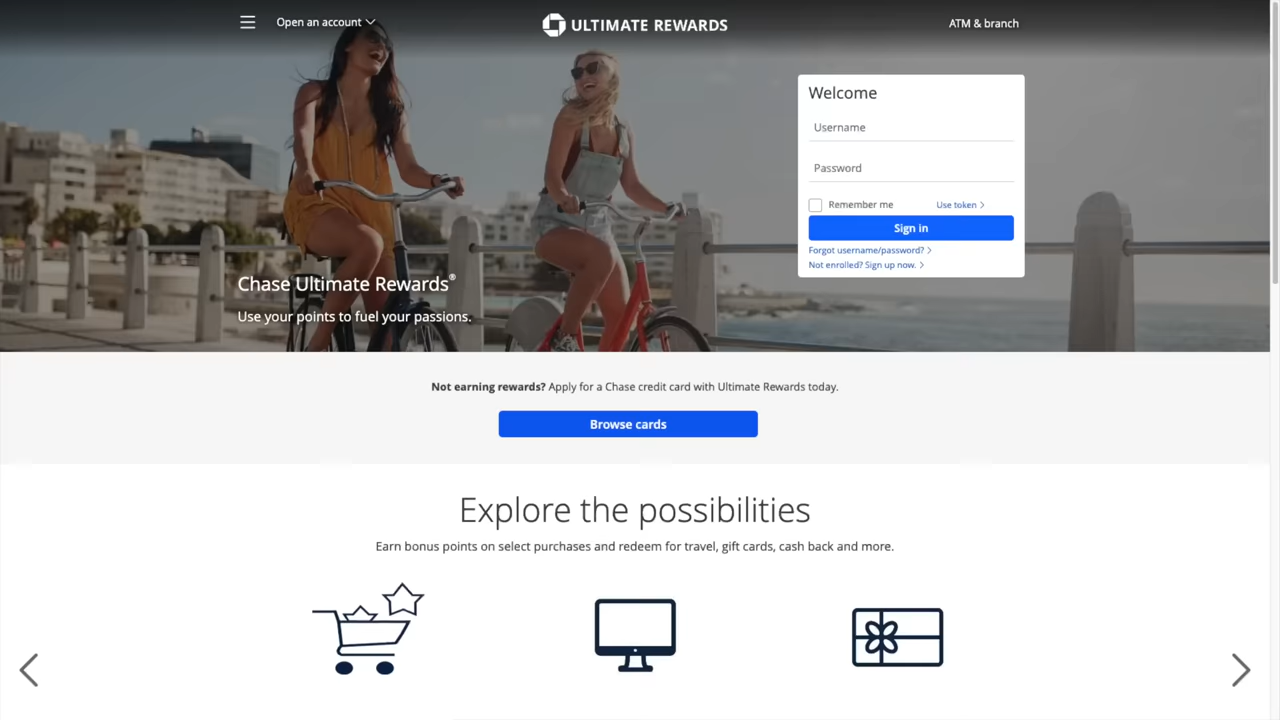 Open an account
ULTIMATE REWARDS
ATM & branch
Welcome
Username
Password
Remember me
Use token
Sign in
Forgot username/password?
Not enrolled? Sign up now.
Chase Ultimate Rewards®
Use your points to fuel your passions.
Not earning rewards? Apply for a Chase credit card with Ultimate Rewards today.
Browse cards
Explore the possibilities
Earn bonus points on select purchases and redeem for travel, gift cards, cash back and more.